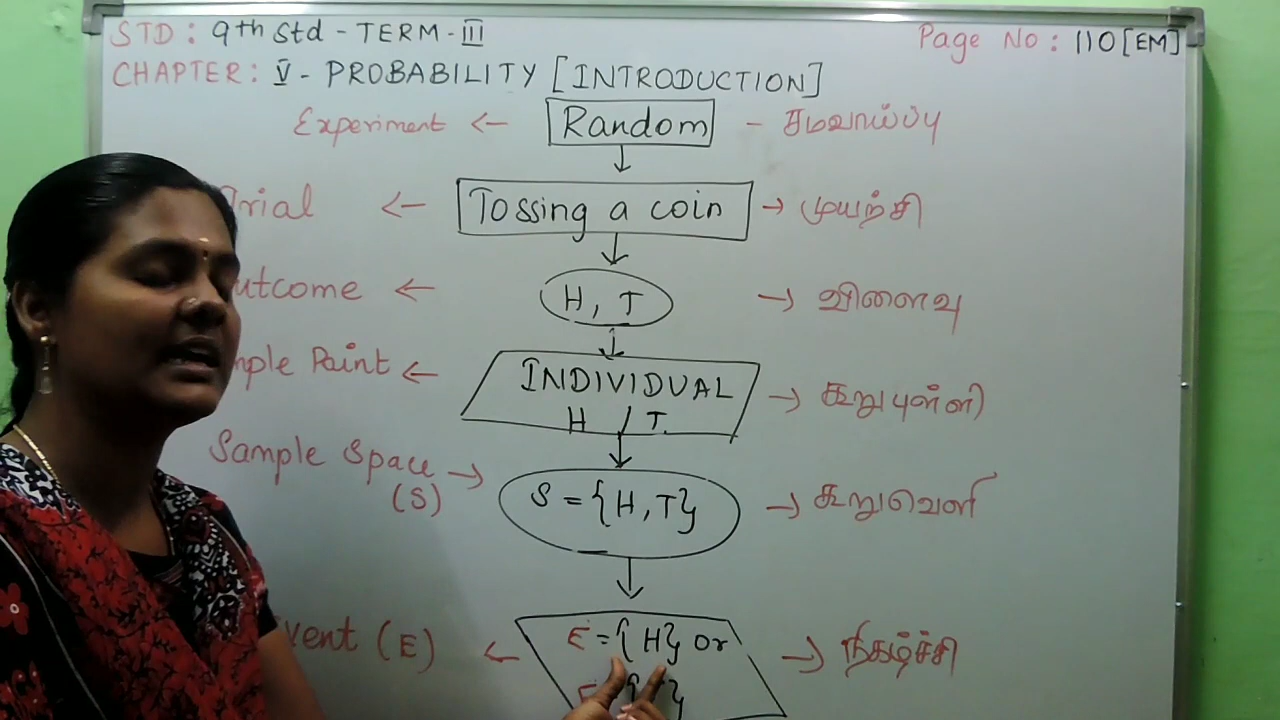 STD: 9th Std - TERM - III
Page No: 110 [EM]
CHAPTER: V - PROBABILITY [INTRODUCTION]
Experiment ← Random - சமவாய்ப்பு
Trial ← Tossing a coin → முயற்சி
utcome ← H, T → விளைவு
mple Point ← INDIVIDUAL → கூறுபுள்ளி
H / T
Sample Space →
(S) S = {H, T} → கூறுவெளி
vent (E) ← E = {H} or → நிகழ்ச்சி